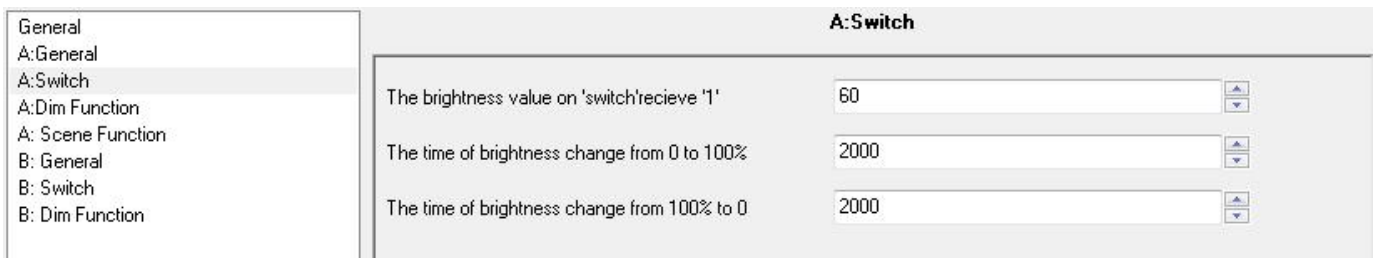 General
A:General
A:Switch
A:Dim Function
A: Scene Function
B: General
B: Switch
B: Dim Function
A:Switch
The brightness value on 'switch'recieve '1' 60
The time of brightness change from 0 to 100% 2000
The time of brightness change from 100% to 0 2000